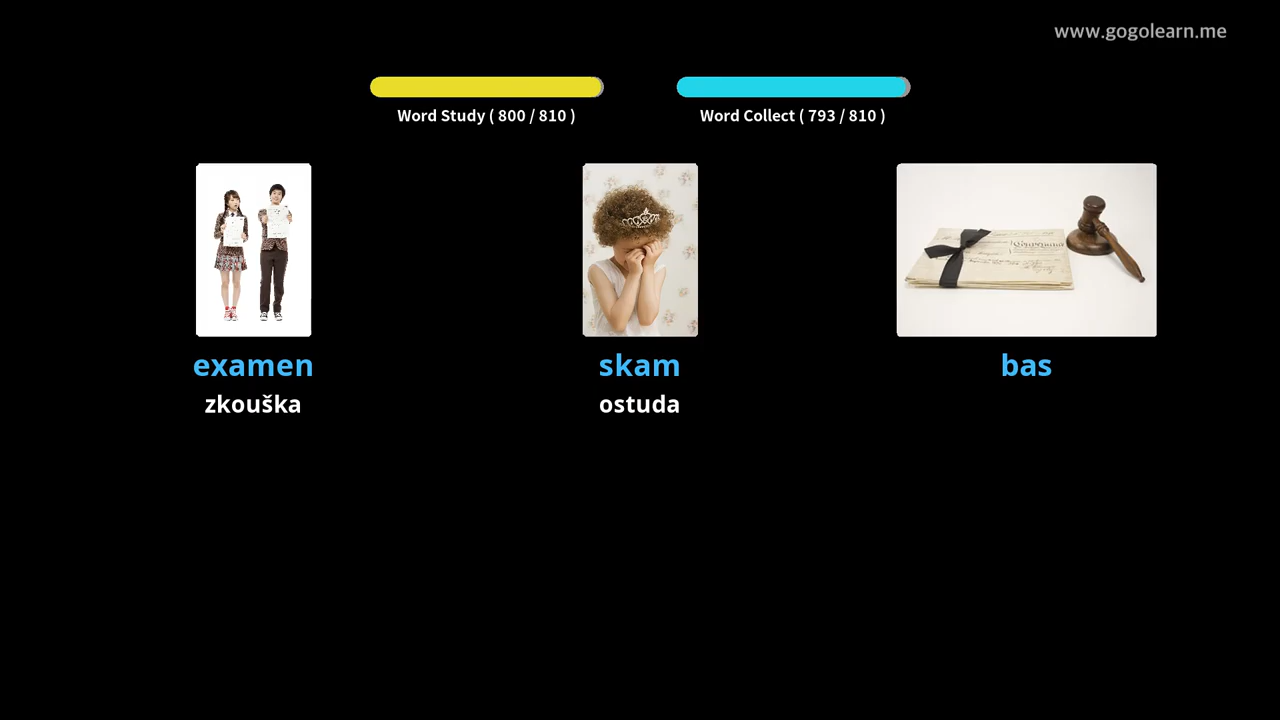 www.gogolearn.me
Word Study ( 800 / 810 )
Word Collect ( 793 / 810 )
examen
zkouška
skam
ostuda
bas